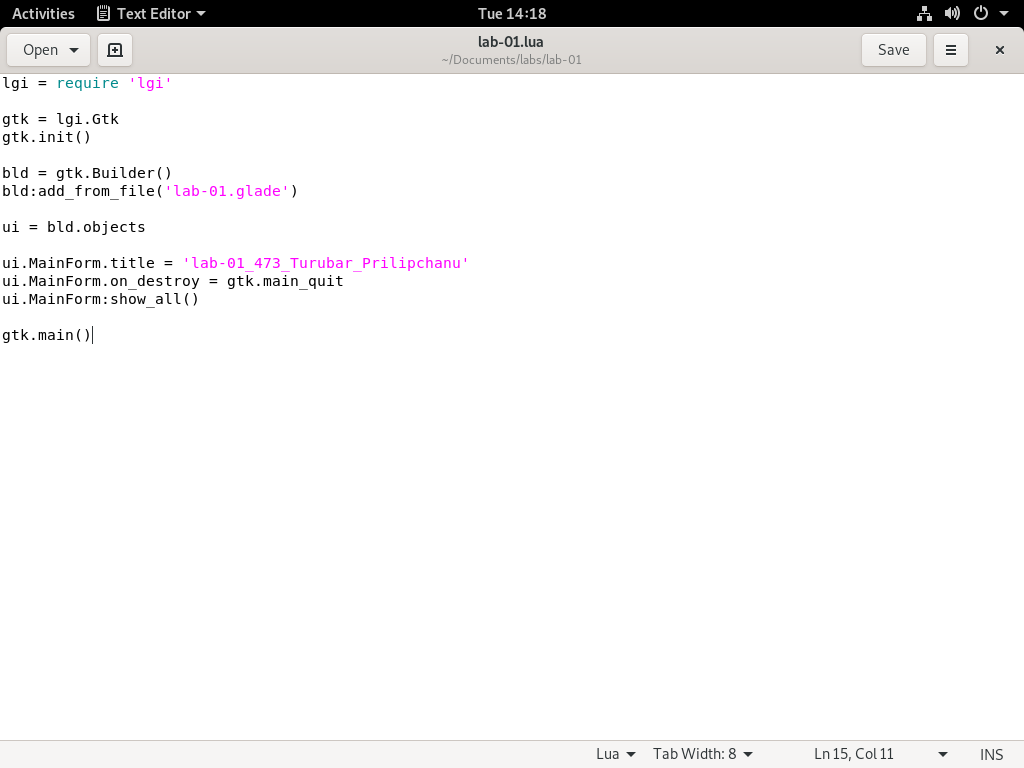 Activities Text Editor Tue 14:18
Open lab-01.lua Save
~/Documents/labs/lab-01
lgi = require 'lgi'
gtk = lgi.Gtk
gtk.init()
bld = gtk.Builder()
bld:add_from_file('lab-01.glade')
ui = bld.objects
ui.MainForm.title = 'lab-01_473_Turubar_Prilipchanu'
ui.MainForm.on_destroy = gtk.main_quit
ui.MainForm:show_all()
gtk.main()
Lua Tab Width: 8 Ln 15, Col 11 INS